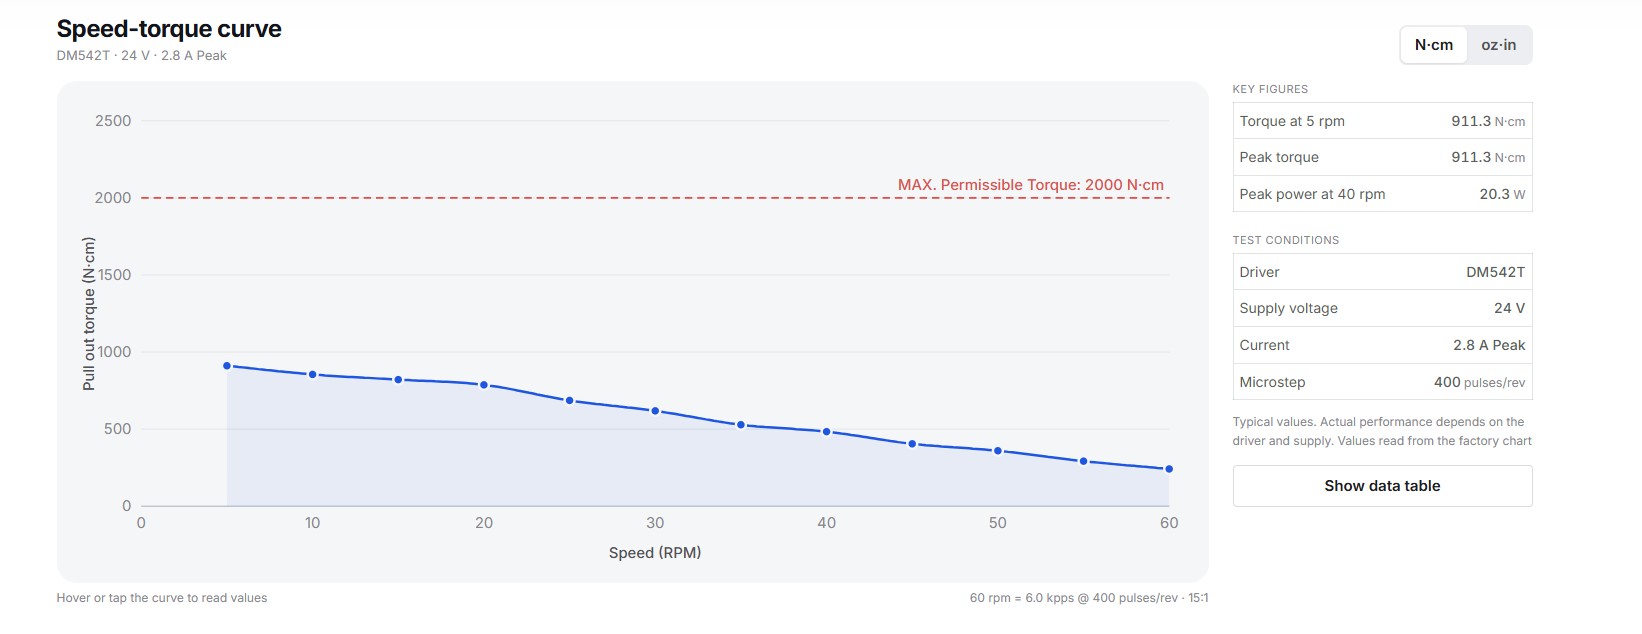 Speed-torque curve
DM542T · 24 V · 2.8 A Peak
N·cm oz·in
2500
2000
1500
1000
500
0
Pull out torque (N·cm)
MAX. Permissible Torque: 2000 N·cm
0 10 20 30 40 50 60
Speed (RPM)
Hover or tap the curve to read values
60 rpm = 6.0 kpps @ 400 pulses/rev · 15:1
KEY FIGURES
Torque at 5 rpm 911.3 N·cm
Peak torque 911.3 N·cm
Peak power at 40 rpm 20.3 W
TEST CONDITIONS
Driver DM542T
Supply voltage 24 V
Current 2.8 A Peak
Microstep 400 pulses/rev
Typical values. Actual performance depends on the
driver and supply. Values read from the factory chart
Show data table